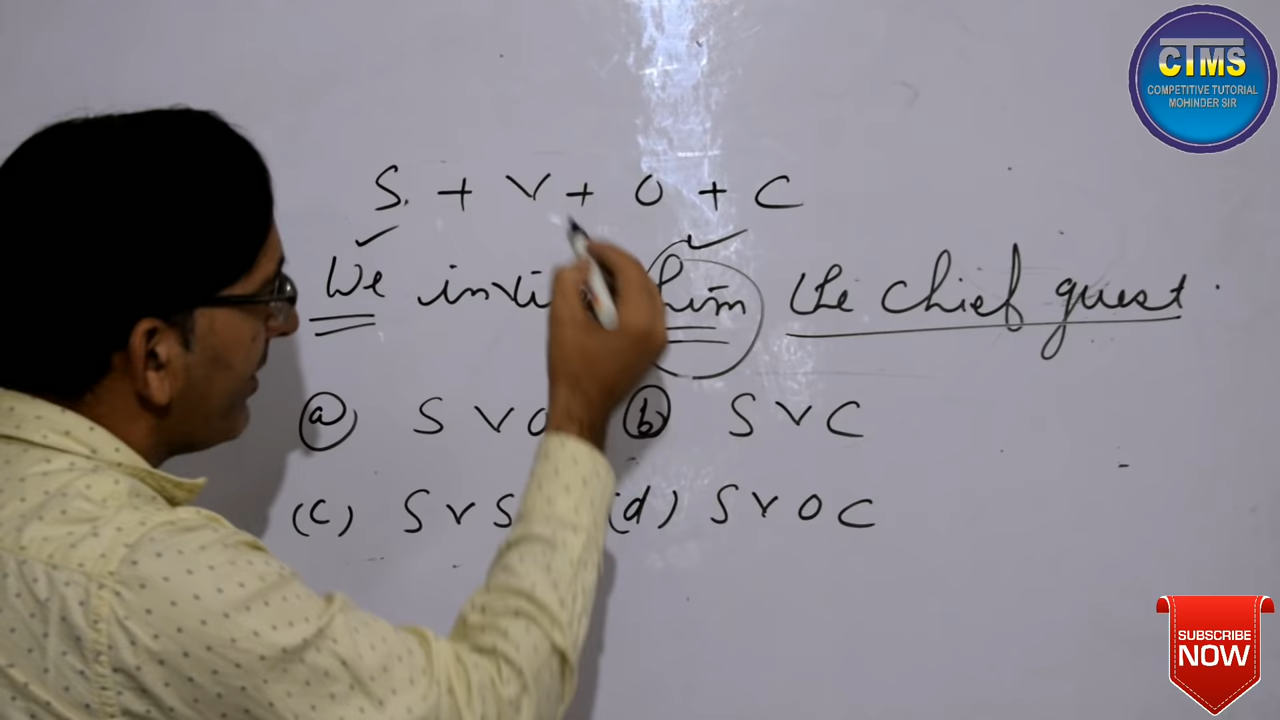 CTMS
COMPETITIVE TUTORIAL
MOHINDER SIR
S. + V + O + C
We him the chief guest.
(a) S V (b) S V C
(c) S V S (d) S V O C
SUBSCRIBE
NOW